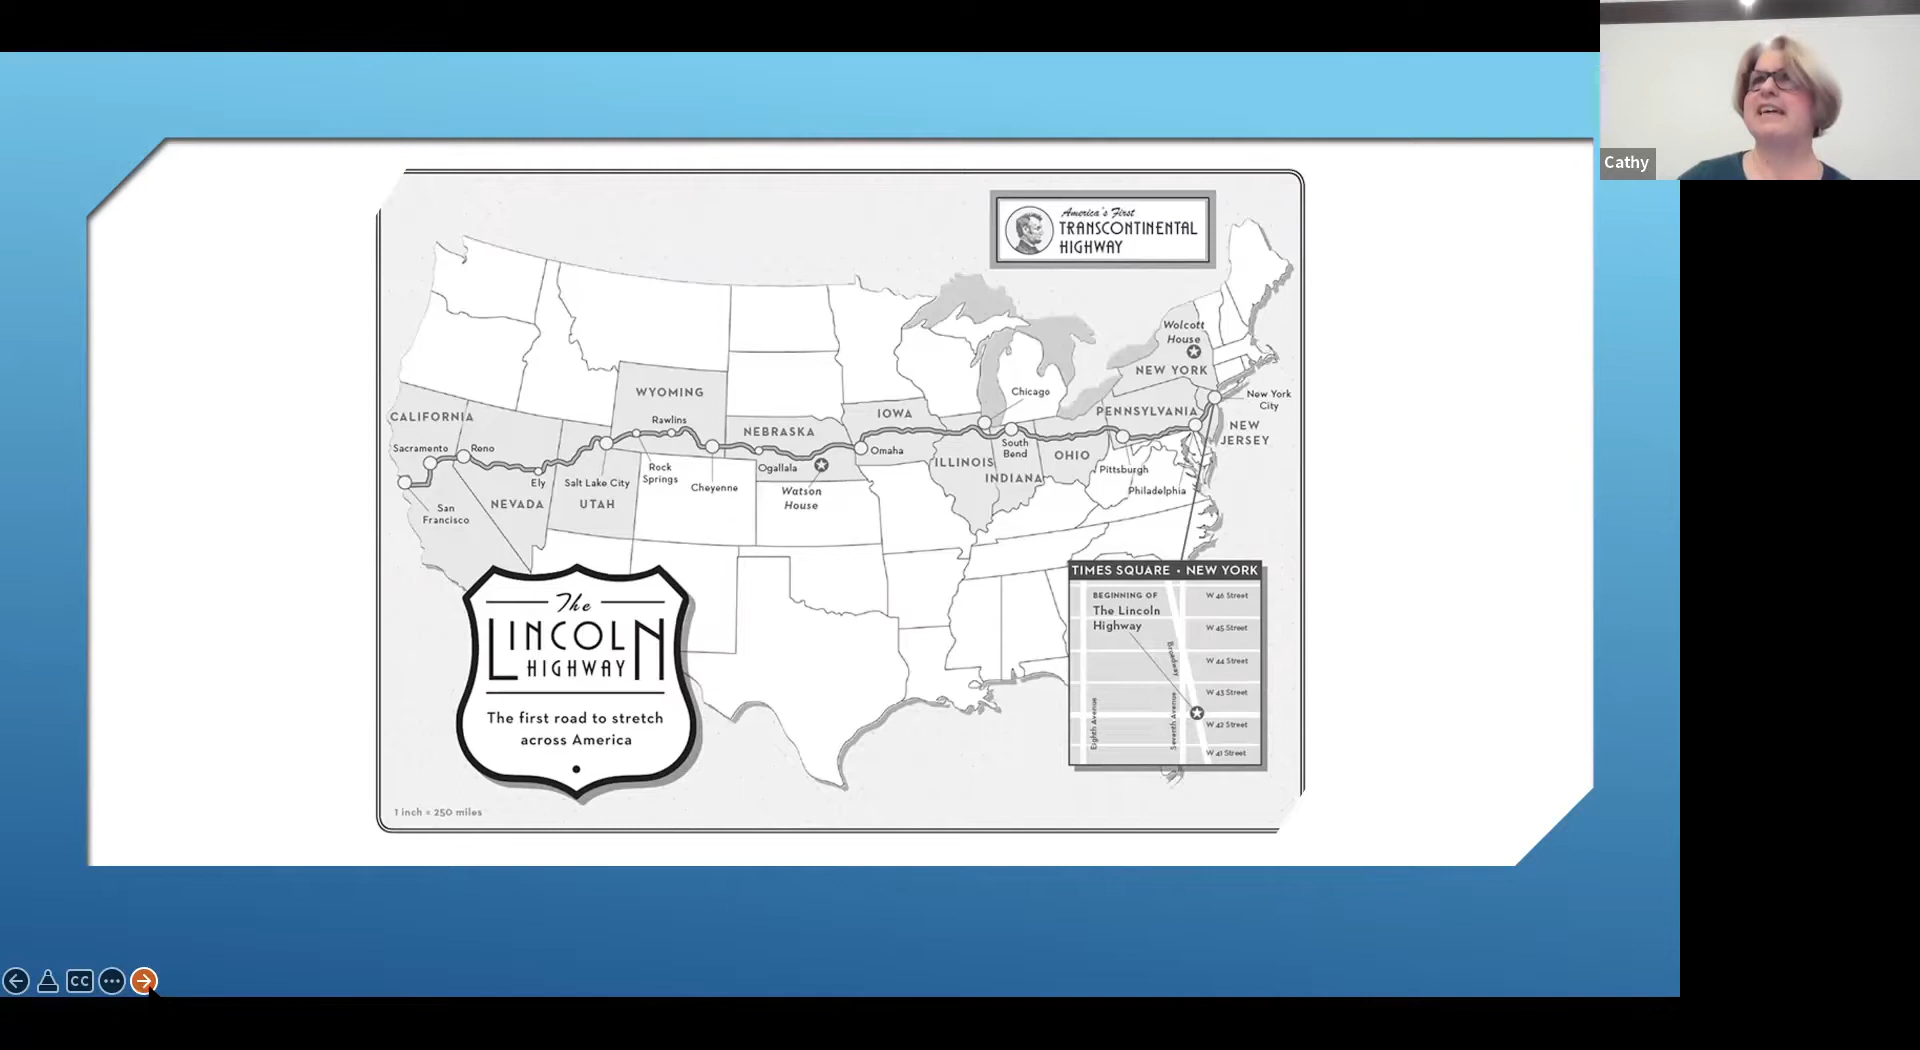 Cathy
America's First
TRANSCONTINENTAL
HIGHWAY
Wolcott
House
NEW YORK
New York
City
NEW
JERSEY
PENNSYLVANIA
Chicago
WYOMING
Rawlins
CALIFORNIA
Sacramento
Reno
NEBRASKA
IOWA
Omaha
Ogallala
Watson
House
South
Bend
ILLINOIS
INDIANA
OHIO
Pittsburgh
Philadelphia
Ely
Salt Lake City
Rock
Springs
Cheyenne
NEVADA
UTAH
San
Francisco
The
LINCOLN
HIGHWAY
The first road to stretch
across America
1 inch = 250 miles
TIMES SQUARE • NEW YORK
BEGINNING OF
The Lincoln
Highway
W 46 Street
W 45 Street
W 44 Street
W 43 Street
W 42 Street
W 41 Street
Broadway
Seventh Avenue
Eighth Avenue
CC